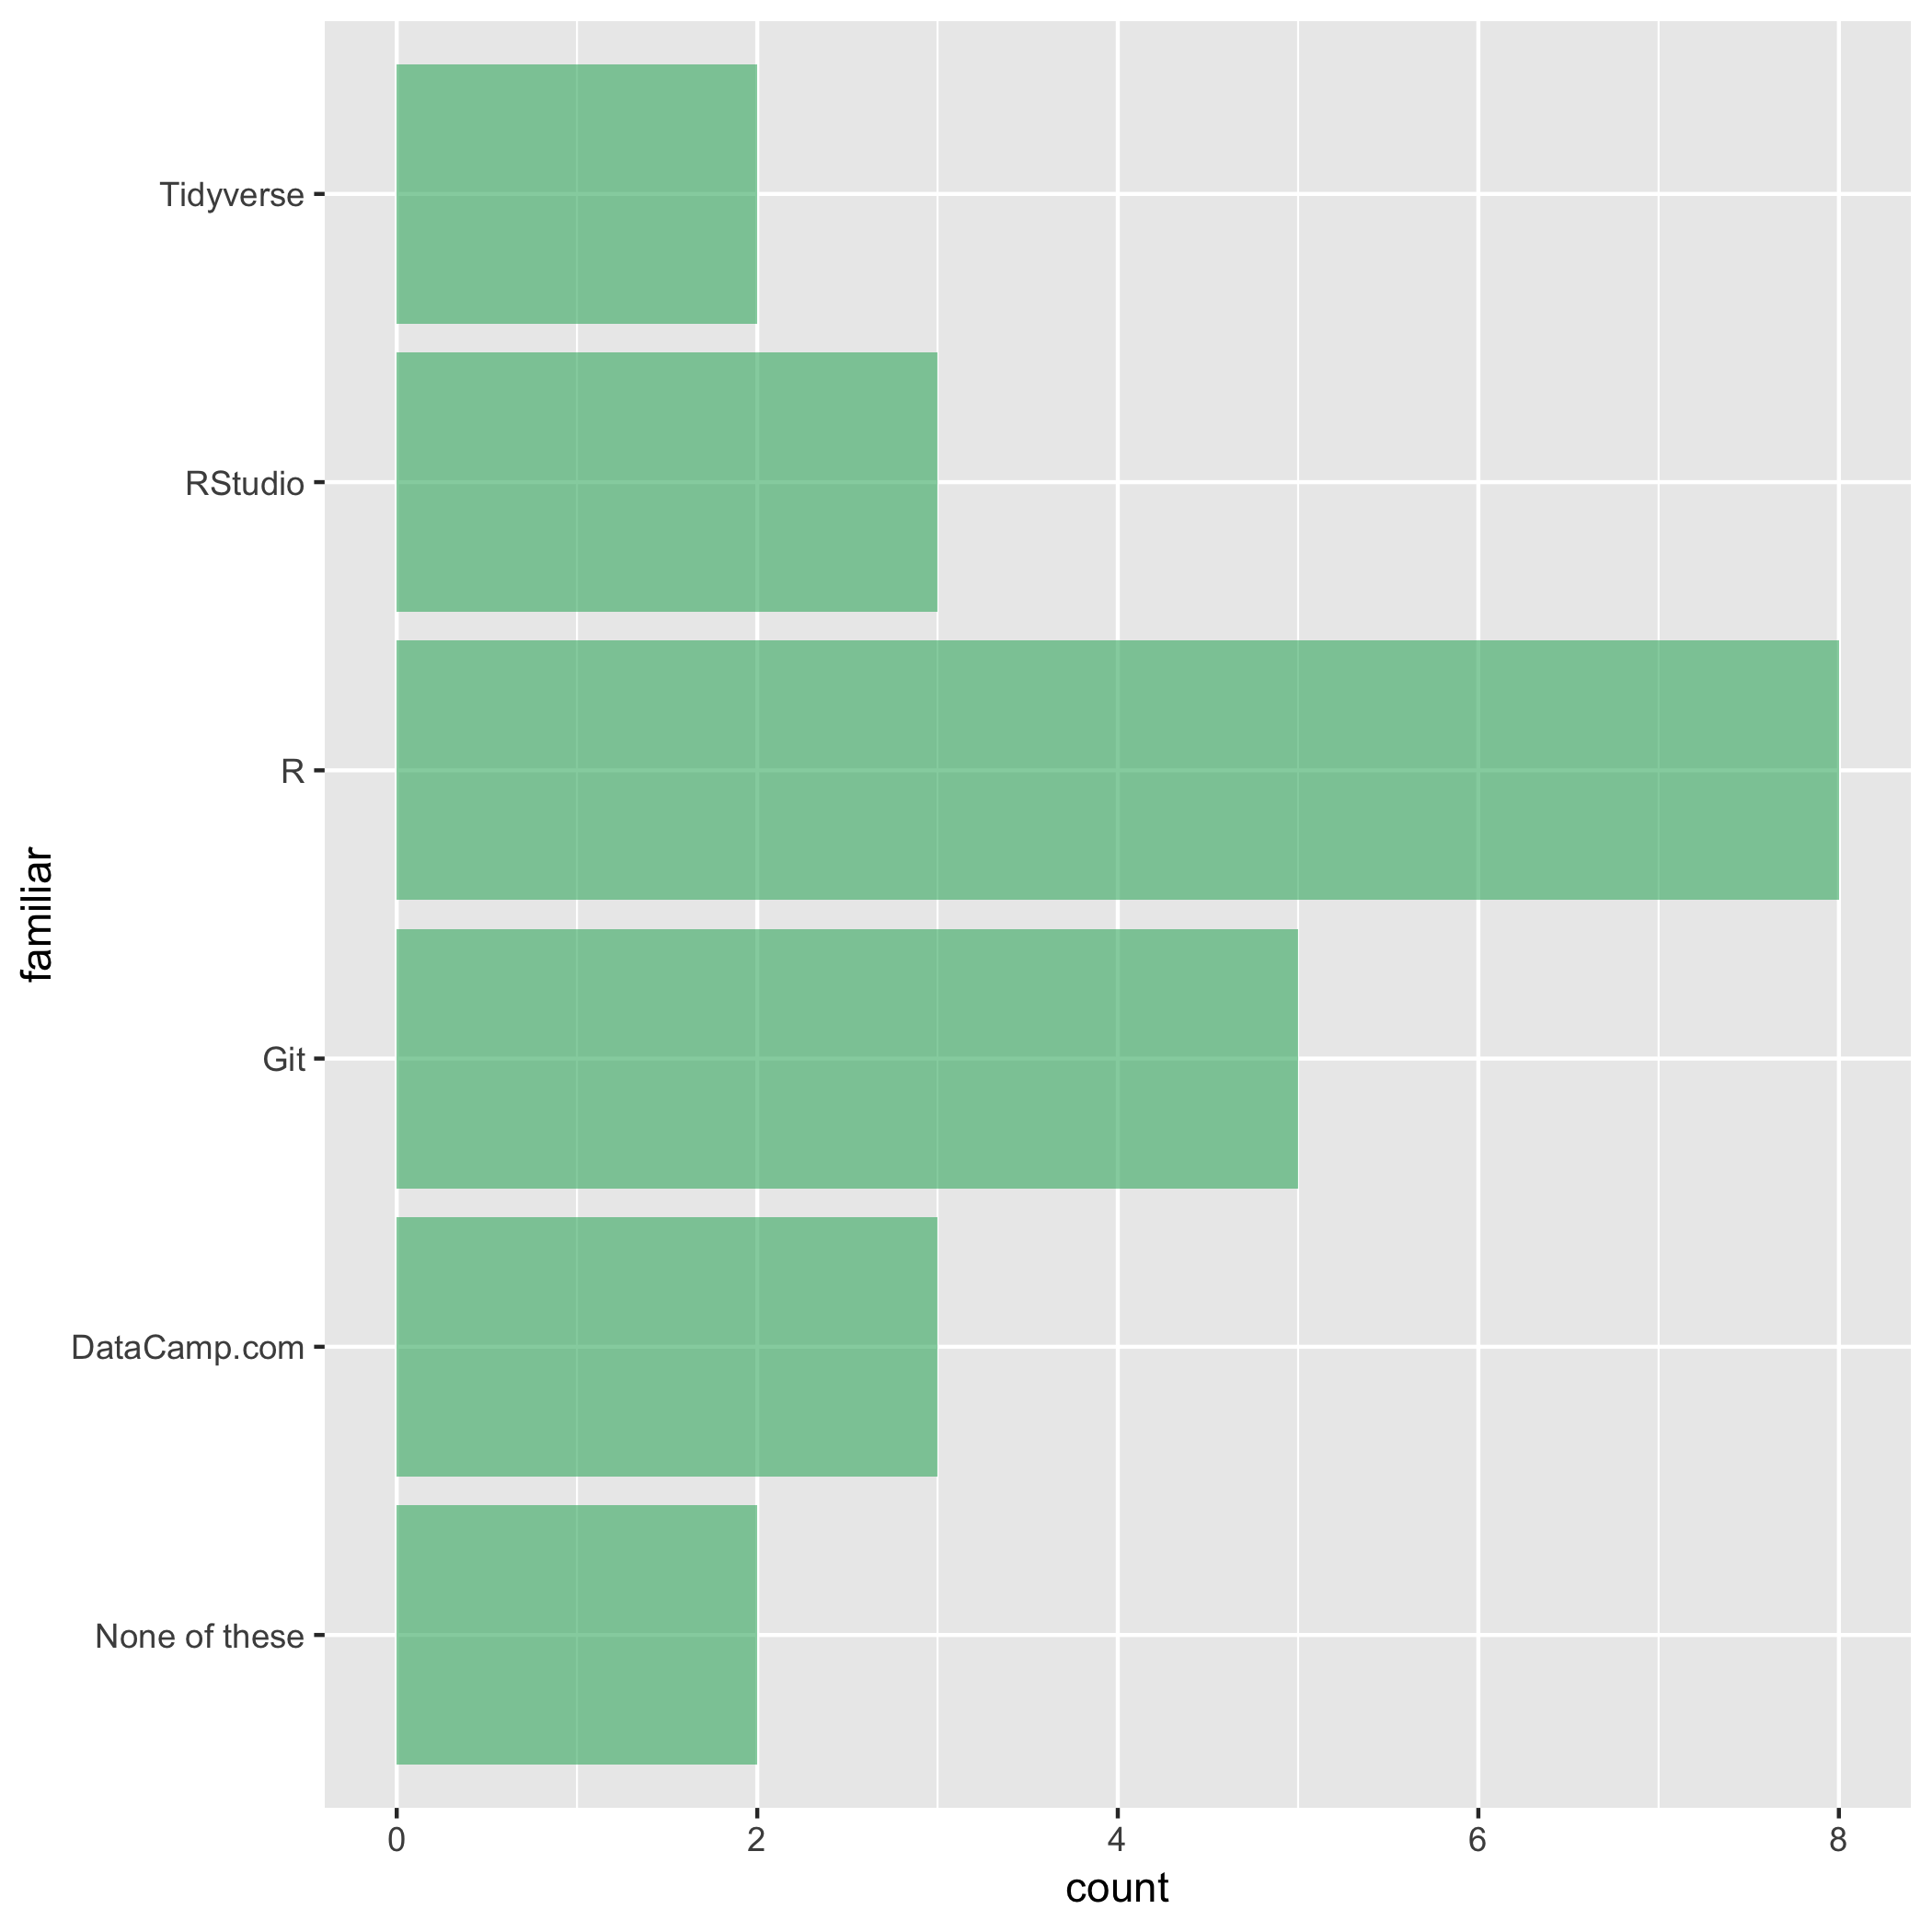 Tidyverse
RStudio
R
Git
DataCamp.com
None of these
familiar
0 2 4 6 8
count